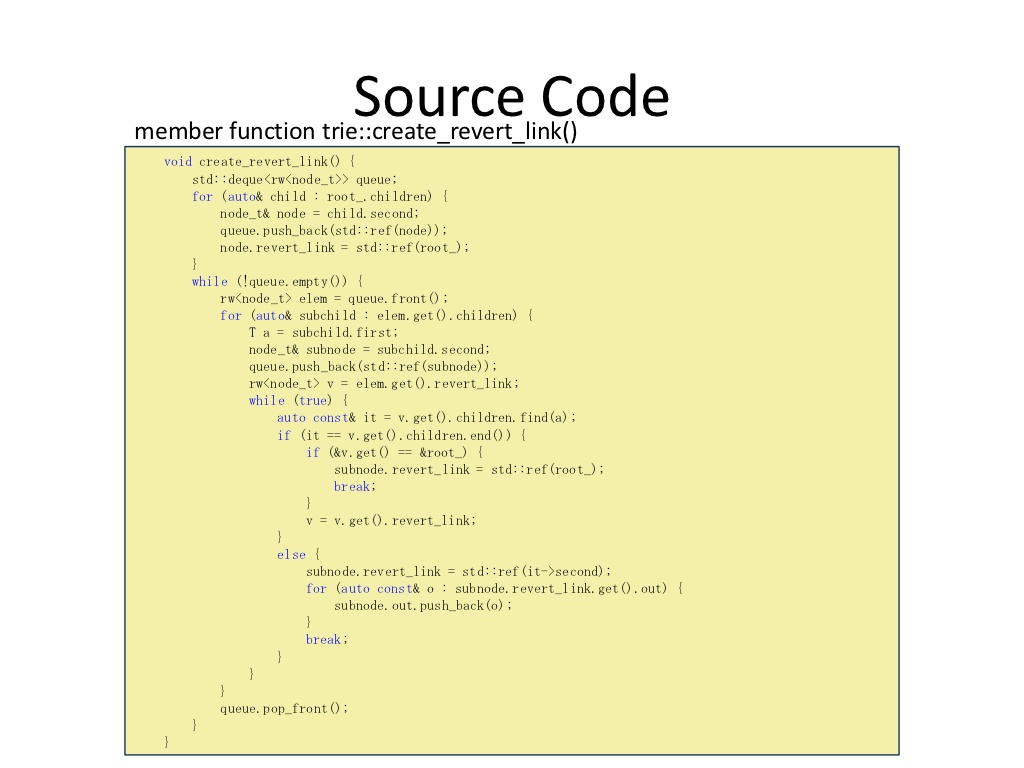 Source Code
member function trie::create_revert_link()
void create_revert_link() {
std::deque<rw<node_t>> queue;
for (auto& child : root_.children) {
node_t& node = child.second;
queue.push_back(std::ref(node));
node.revert_link = std::ref(root_);
}
while (!queue.empty()) {
rw<node_t> elem = queue.front();
for (auto& subchild : elem.get().children) {
T a = subchild.first;
node_t& subnode = subchild.second;
queue.push_back(std::ref(subnode));
rw<node_t> v = elem.get().revert_link;
while (true) {
auto const& it = v.get().children.find(a);
if (it == v.get().children.end()) {
if (&v.get() == &root_) {
subnode.revert_link = std::ref(root_);
break;
}
v = v.get().revert_link;
}
else {
subnode.revert_link = std::ref(it->second);
for (auto const& o : subnode.revert_link.get().out) {
subnode.out.push_back(o);
}
break;
}
}
}
queue.pop_front();
}
}